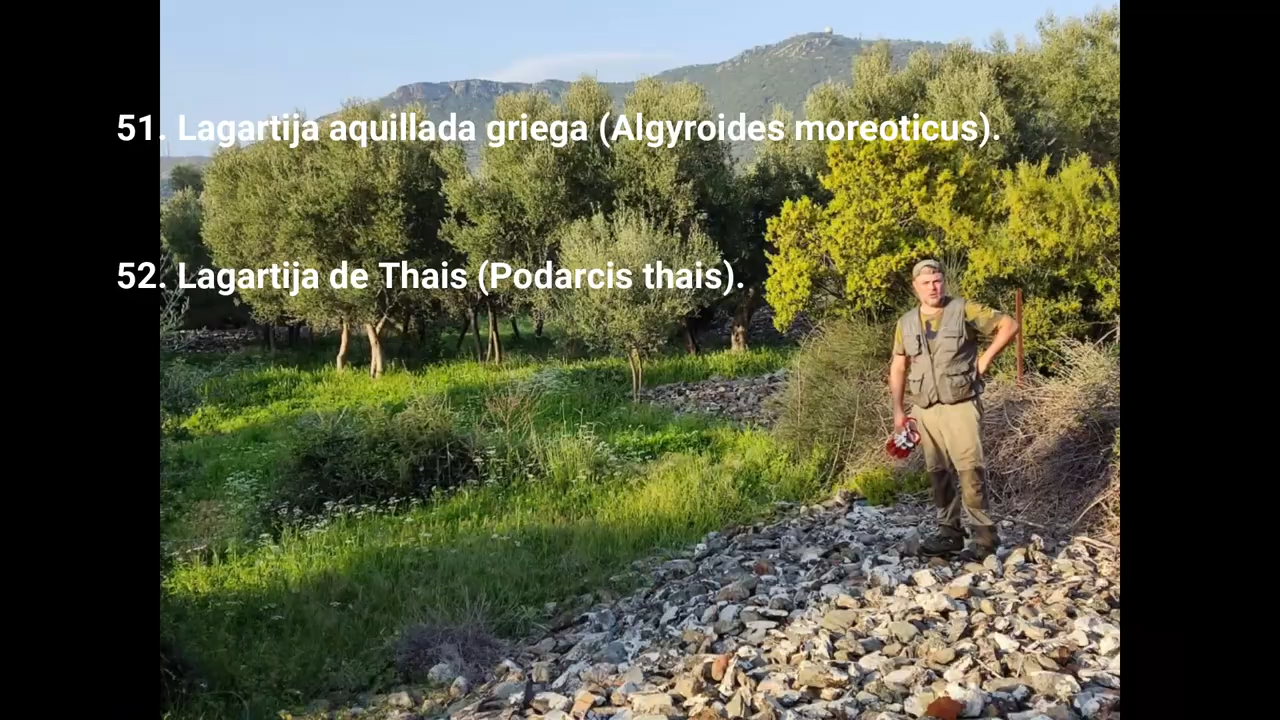 51. Lagartija aquillada griega (Algyroides moreoticus).
52. Lagartija de Thais (Podarcis thais).